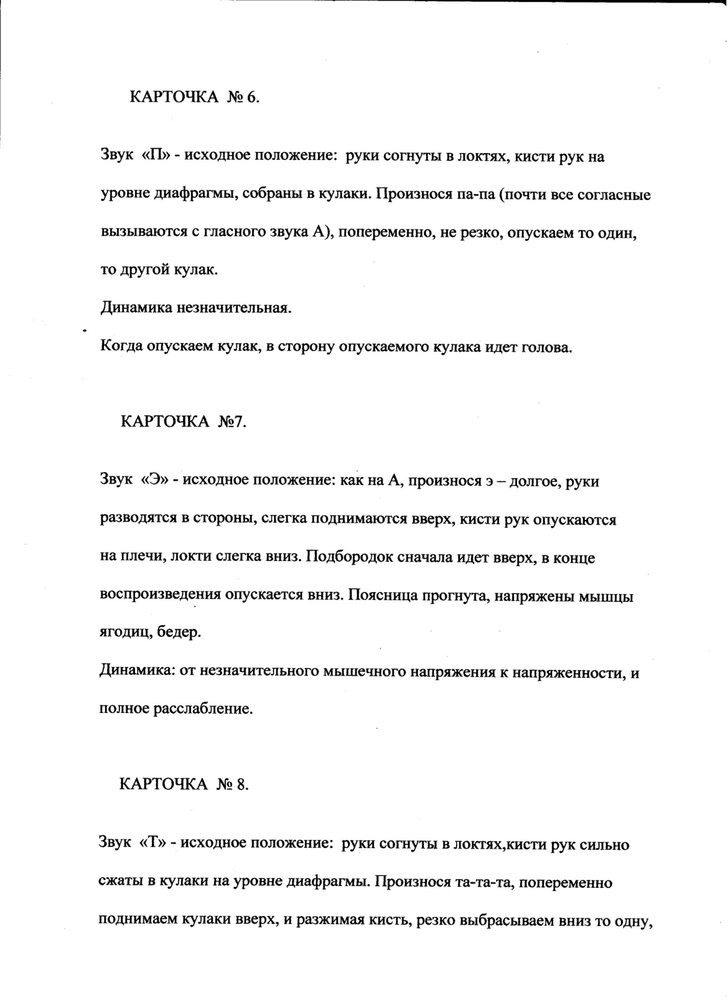 КАРТОЧКА № 6.
Звук «П» - исходное положение: руки согнуты в локтях, кисти рук на
уровне диафрагмы, собраны в кулаки. Произнося па-па (почти все согласные
вызываются с гласного звука А), попеременно, не резко, опускаем то один,
то другой кулак.
Динамика незначительная.
Когда опускаем кулак, в сторону опускаемого кулака идет голова.
КАРТОЧКА №7.
Звук «Э» - исходное положение: как на А, произнося э – долгое, руки
разводятся в стороны, слегка поднимаются вверх, кисти рук опускаются
на плечи, локти слегка вниз. Подбородок сначала идет вверх, в конце
воспроизведения опускается вниз. Поясница прогнута, напряжены мышцы
ягодиц, бедер.
Динамика: от незначительного мышечного напряжения к напряженности, и
полное расслабление.
КАРТОЧКА № 8.
Звук «Т» - исходное положение: руки согнуты в локтях,кисти рук сильно
сжаты в кулаки на уровне диафрагмы. Произнося та-та-та, попеременно
поднимаем кулаки вверх, и разжимая кисть, резко выбрасываем вниз то одну,